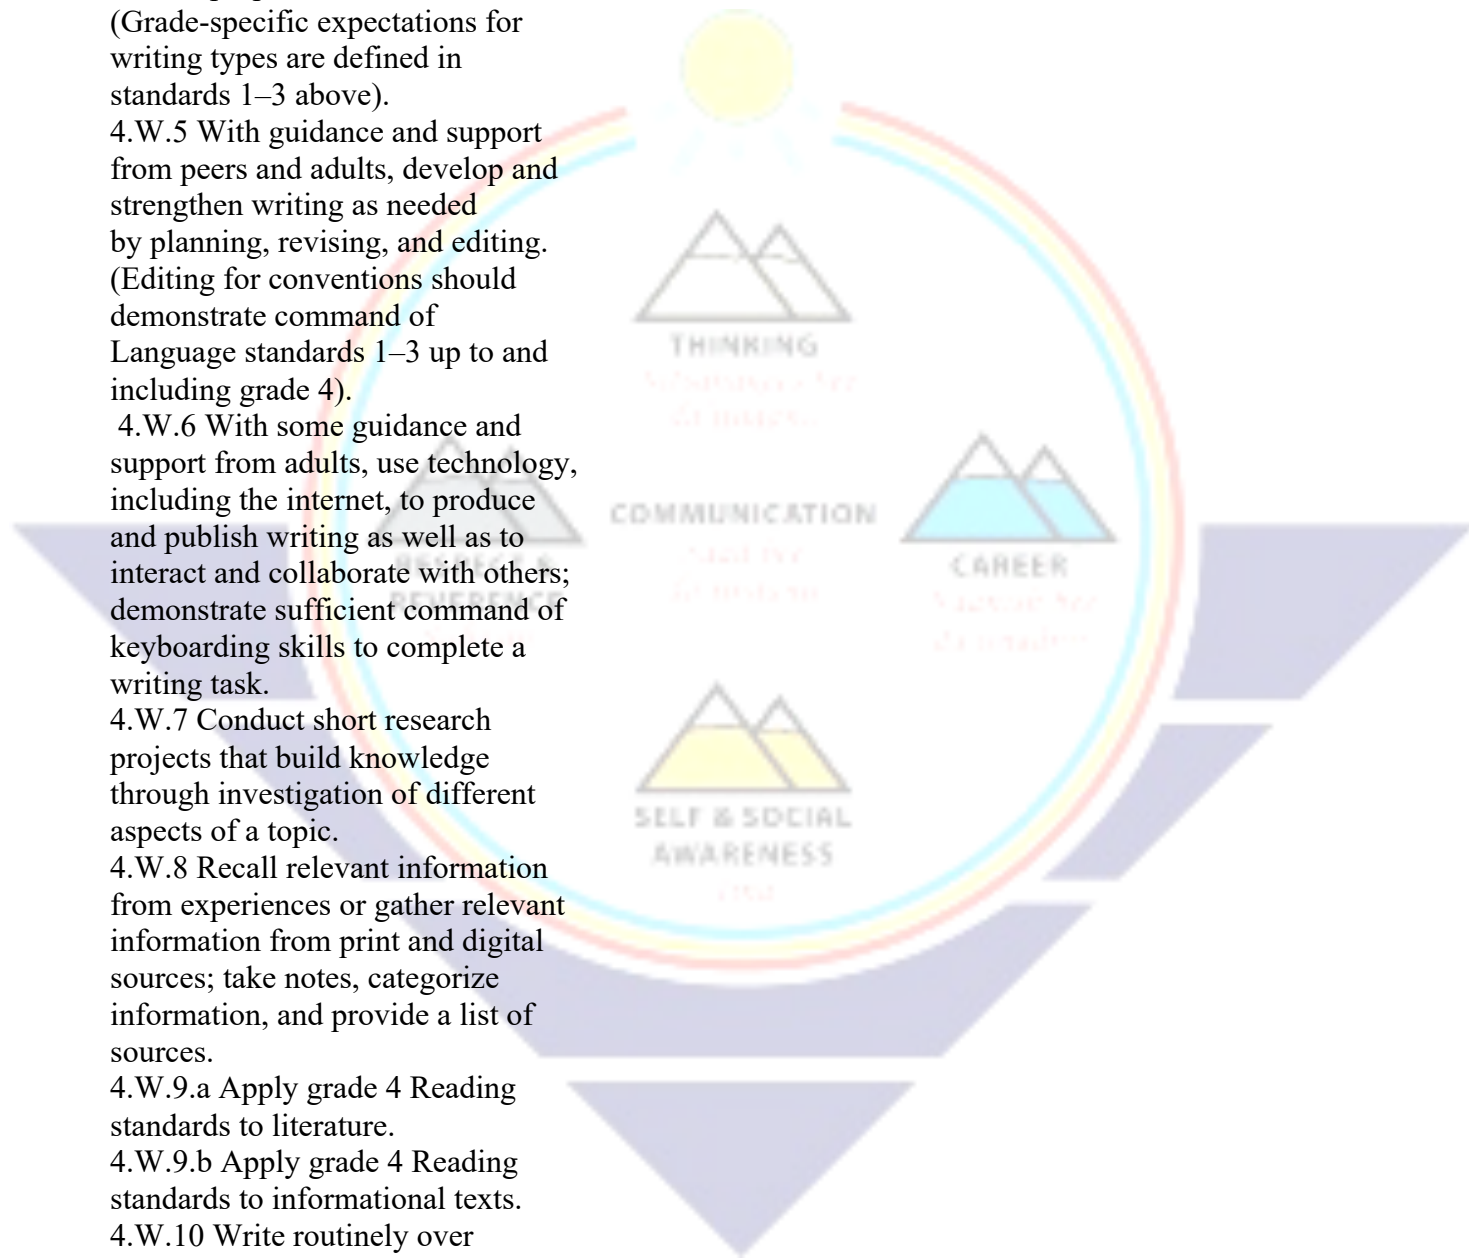 (Grade-specific expectations for
writing types are defined in
standards 1–3 above).
4.W.5 With guidance and support
from peers and adults, develop and
strengthen writing as needed
by planning, revising, and editing.
(Editing for conventions should
demonstrate command of
Language standards 1–3 up to and
including grade 4).
4.W.6 With some guidance and
support from adults, use technology,
including the internet, to produce
and publish writing as well as to
interact and collaborate with others;
demonstrate sufficient command of
keyboarding skills to complete a
writing task.
4.W.7 Conduct short research
projects that build knowledge
through investigation of different
aspects of a topic.
4.W.8 Recall relevant information
from experiences or gather relevant
information from print and digital
sources; take notes, categorize
information, and provide a list of
sources.
4.W.9.a Apply grade 4 Reading
standards to literature.
4.W.9.b Apply grade 4 Reading
standards to informational texts.
4.W.10 Write routinely over
THINKING
COMMUNICATION
RESPECT &
REVERENCE
CAREER
SELF & SOCIAL
AWARENESS